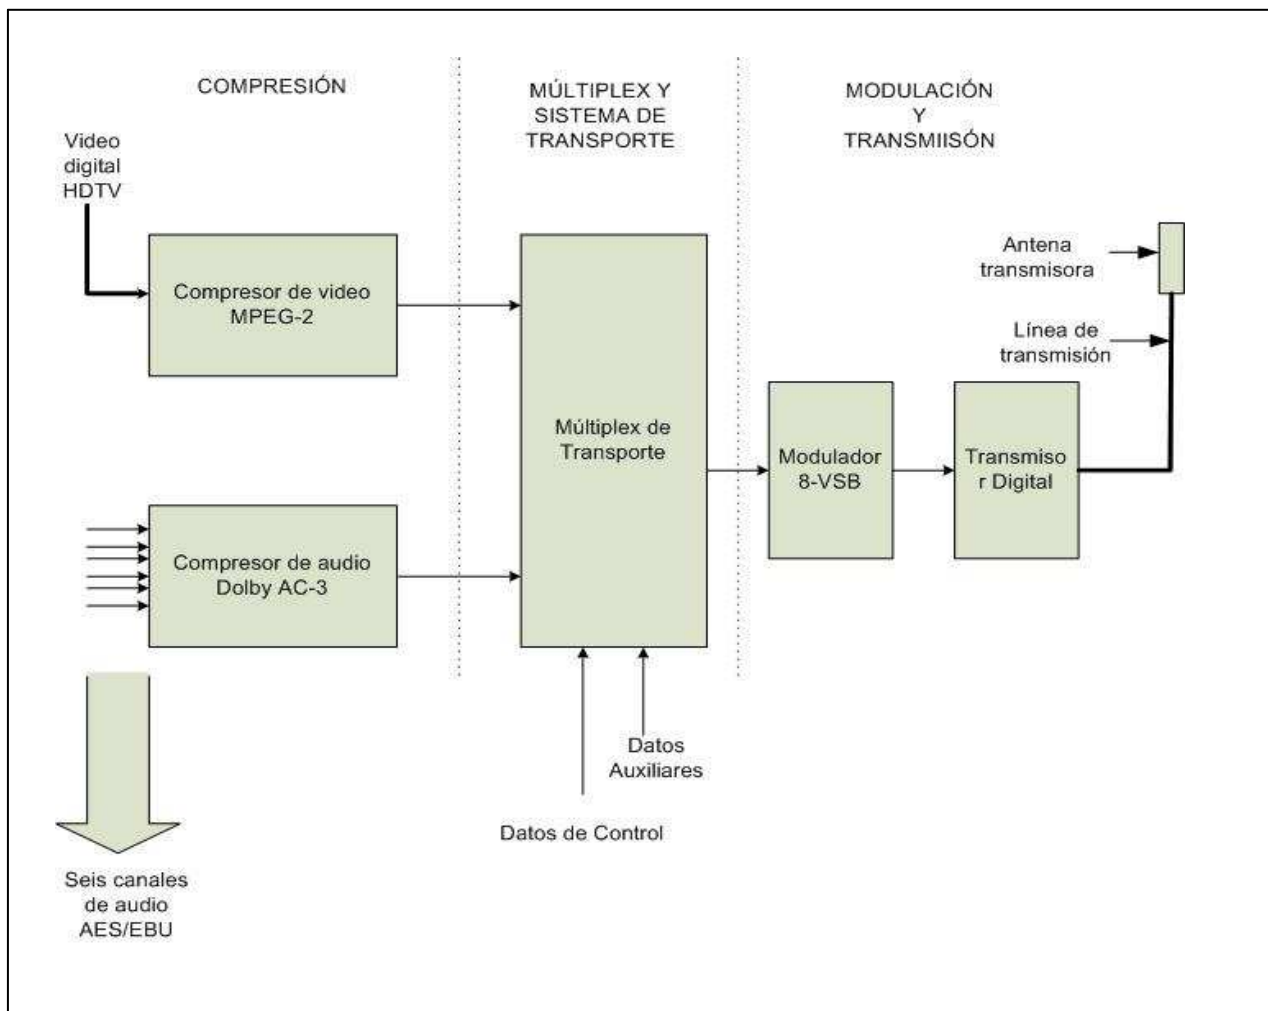 COMPRESIÓN
MÚLTIPLEX Y
SISTEMA DE
TRANSPORTE
MODULACIÓN
Y
TRANSMIISÓN
Video
digital
HDTV
Compresor de video
MPEG-2
Antena
transmisora
Línea de
transmisión
Múltiplex de
Transporte
Modulador
8-VSB
Transmiso
r Digital
Compresor de audio
Dolby AC-3
Datos
Auxiliares
Datos de Control
Seis canales
de audio
AES/EBU